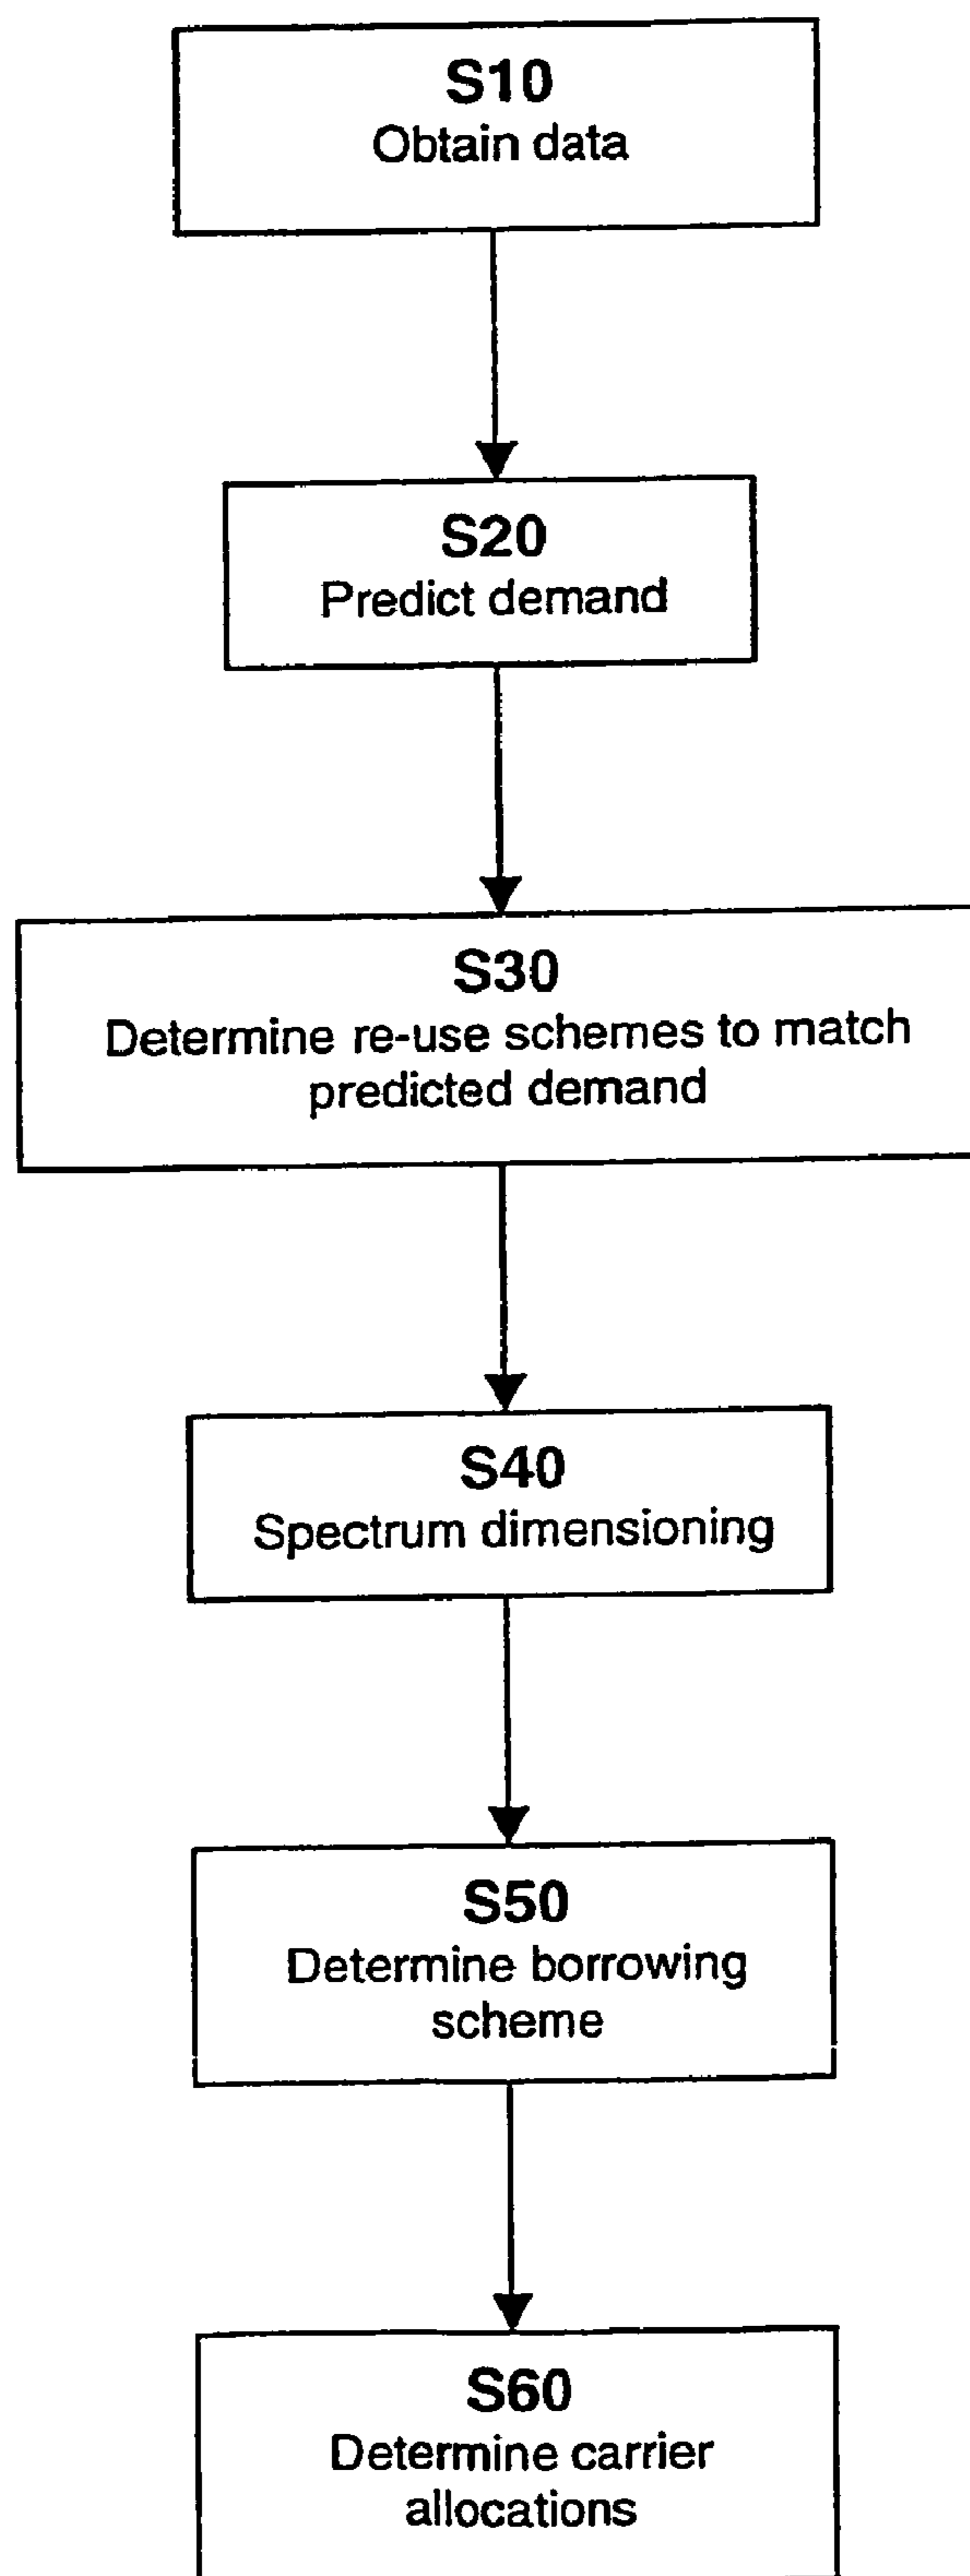 S10
Obtain data
S20
Predict demand
S30
Determine re-use schemes to match
predicted demand
S40
Spectrum dimensioning
S50
Determine borrowing
scheme
S60
Determine carrier
allocations